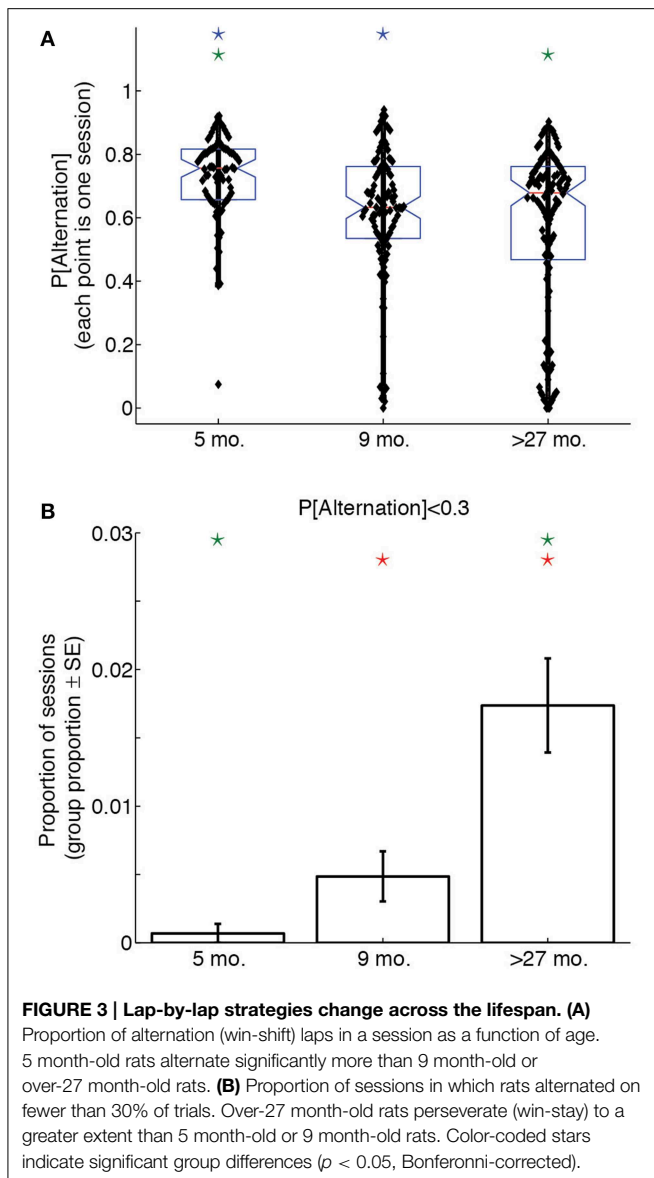 A
1
0.8
0.6
0.4
0.2
0
P[Alternation]
(each point is one session)
5 mo.
9 mo.
>27 mo.
B
P[Alternation]<0.3
0.03
0.02
0.01
0
Proportion of sessions
(group proportion ± SE)
5 mo.
9 mo.
>27 mo.
FIGURE 3 | Lap-by-lap strategies change across the lifespan. (A)
Proportion of alternation (win-shift) laps in a session as a function of age.
5 month-old rats alternate significantly more than 9 month-old or
over-27 month-old rats. (B) Proportion of sessions in which rats alternated on
fewer than 30% of trials. Over-27 month-old rats perseverate (win-stay) to a
greater extent than 5 month-old or 9 month-old rats. Color-coded stars
indicate significant group differences (p < 0.05, Bonferonni-corrected).